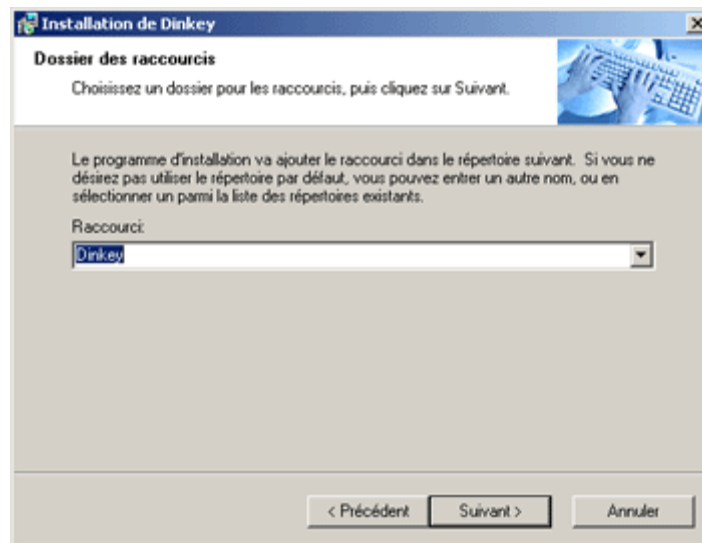 Installation de Dinkey
Dossier des raccourcis
Choisissez un dossier pour les raccourcis, puis cliquez sur Suivant.
Le programme d'installation va ajouter le raccourci dans le répertoire suivant. Si vous ne
désirez pas utiliser le répertoire par défaut, vous pouvez entrer un autre nom, ou en
sélectionner un parmi la liste des répertoires existants.
Raccourci:
Dinkey
< Précédent Suivant > Annuler